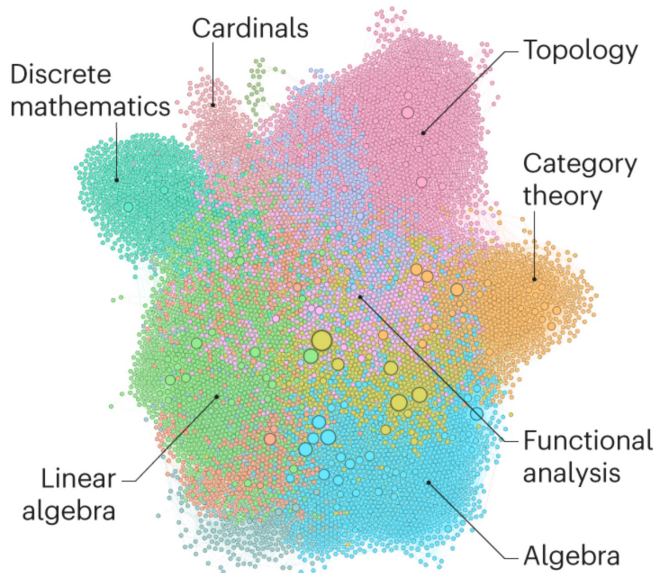 Cardinals
Topology
Discrete
mathematics
Category
theory
Functional
analysis
Linear
algebra
Algebra